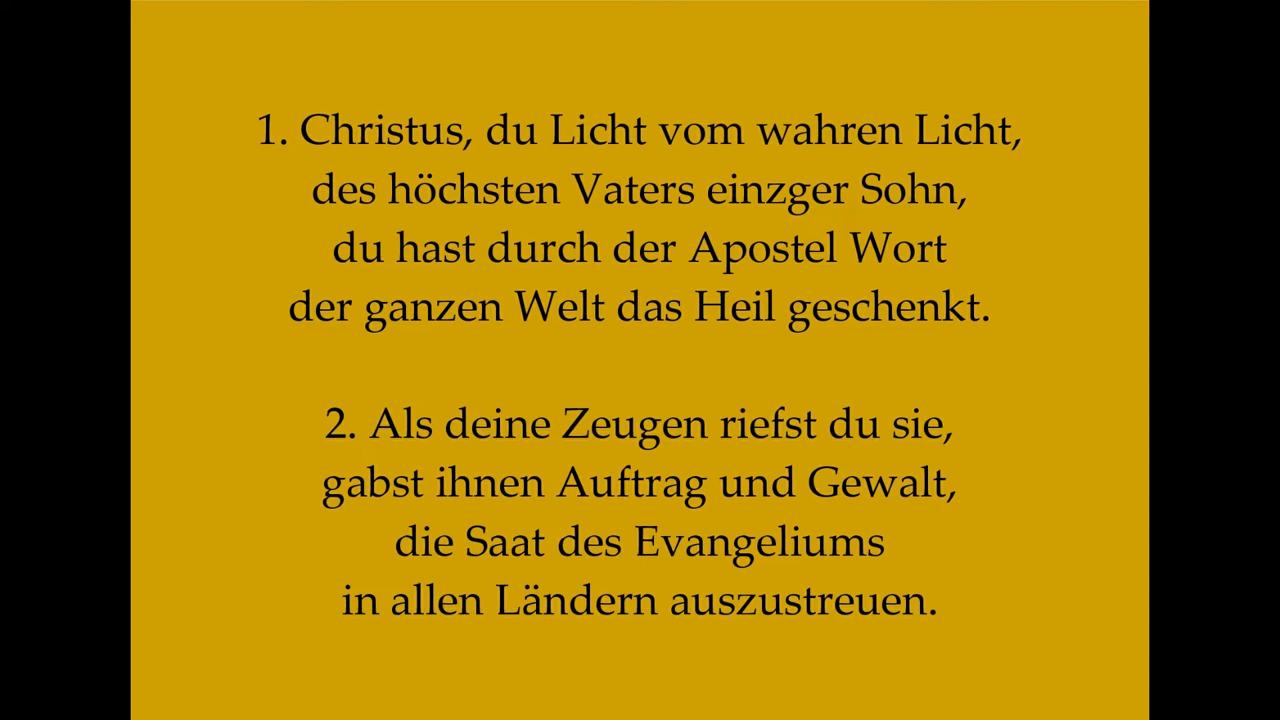 1. Christus, du Licht vom wahren Licht,
des höchsten Vaters einzger Sohn,
du hast durch der Apostel Wort
der ganzen Welt das Heil geschenkt.
2. Als deine Zeugen riefst du sie,
gabst ihnen Auftrag und Gewalt,
die Saat des Evangeliums
in allen Ländern auszustreuen.